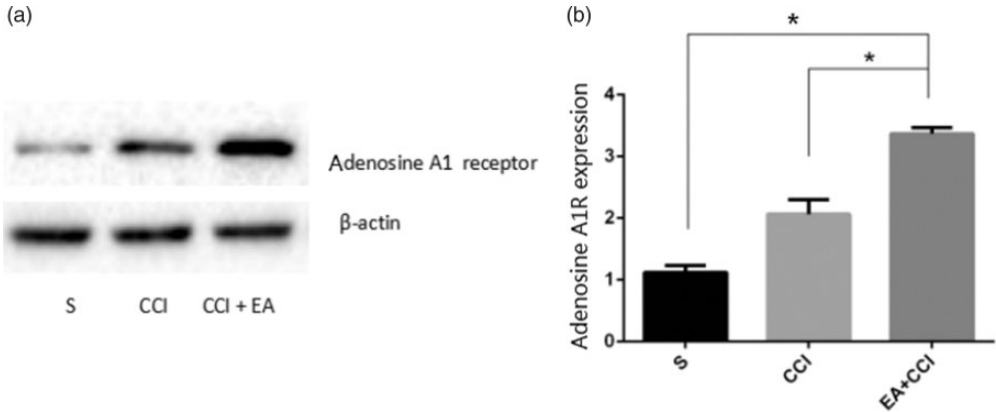 (a)
Adenosine A1 receptor
β-actin
S CCI CCI + EA
(b)
* 
*
Adenosine A1R expression
4
3
2
1
0
S
CCI
EA+CCI